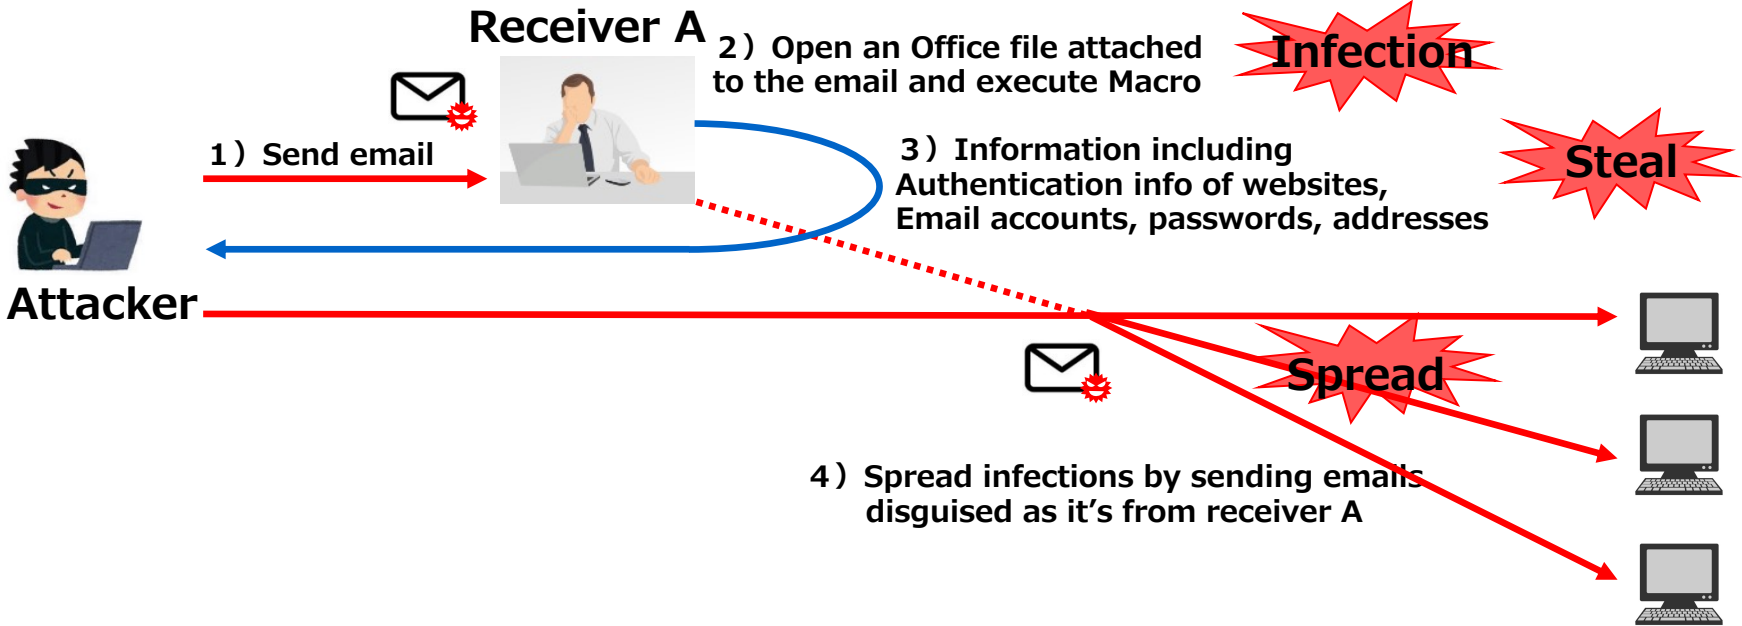 Receiver A
2）Open an Office file attached
to the email and execute Macro
Infection
1）Send email
3）Information including
Authentication info of websites,
Email accounts, passwords, addresses
Steal
Attacker
Spread
4）Spread infections by sending emails
disguised as it's from receiver A